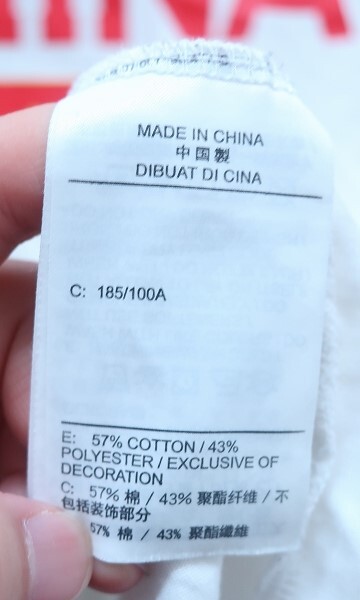 MADE IN CHINA
中国製
DIBUAT DI CINA
C: 185/100A
E: 57% COTTON / 43%
POLYESTER / EXCLUSIVE OF
DECORATION
C: 57% 棉 / 43% 聚酯纤维 / 不
包括装饰部分
57% 棉 / 43% 聚酯纖維